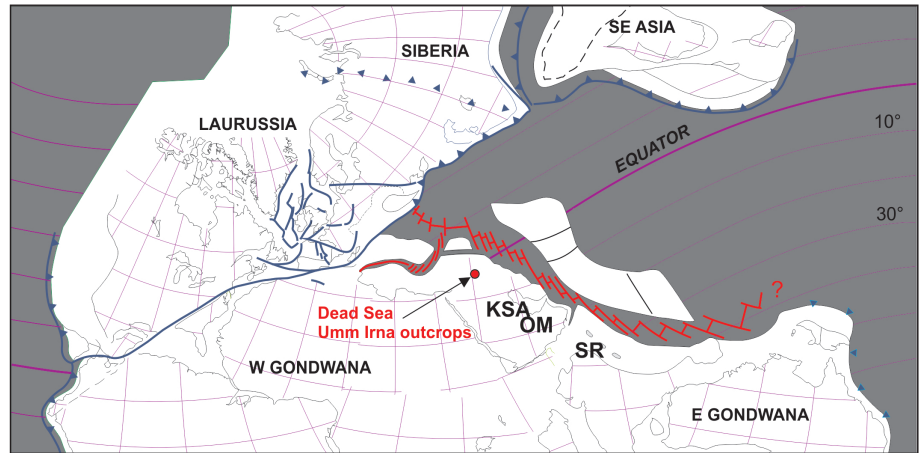 SE ASIA
SIBERIA
LAURUSSIA
10°
EQUATOR
30°
?
Dead Sea
Umm Irna outcrops
KSA
OM
SR
W GONDWANA
E GONDWANA